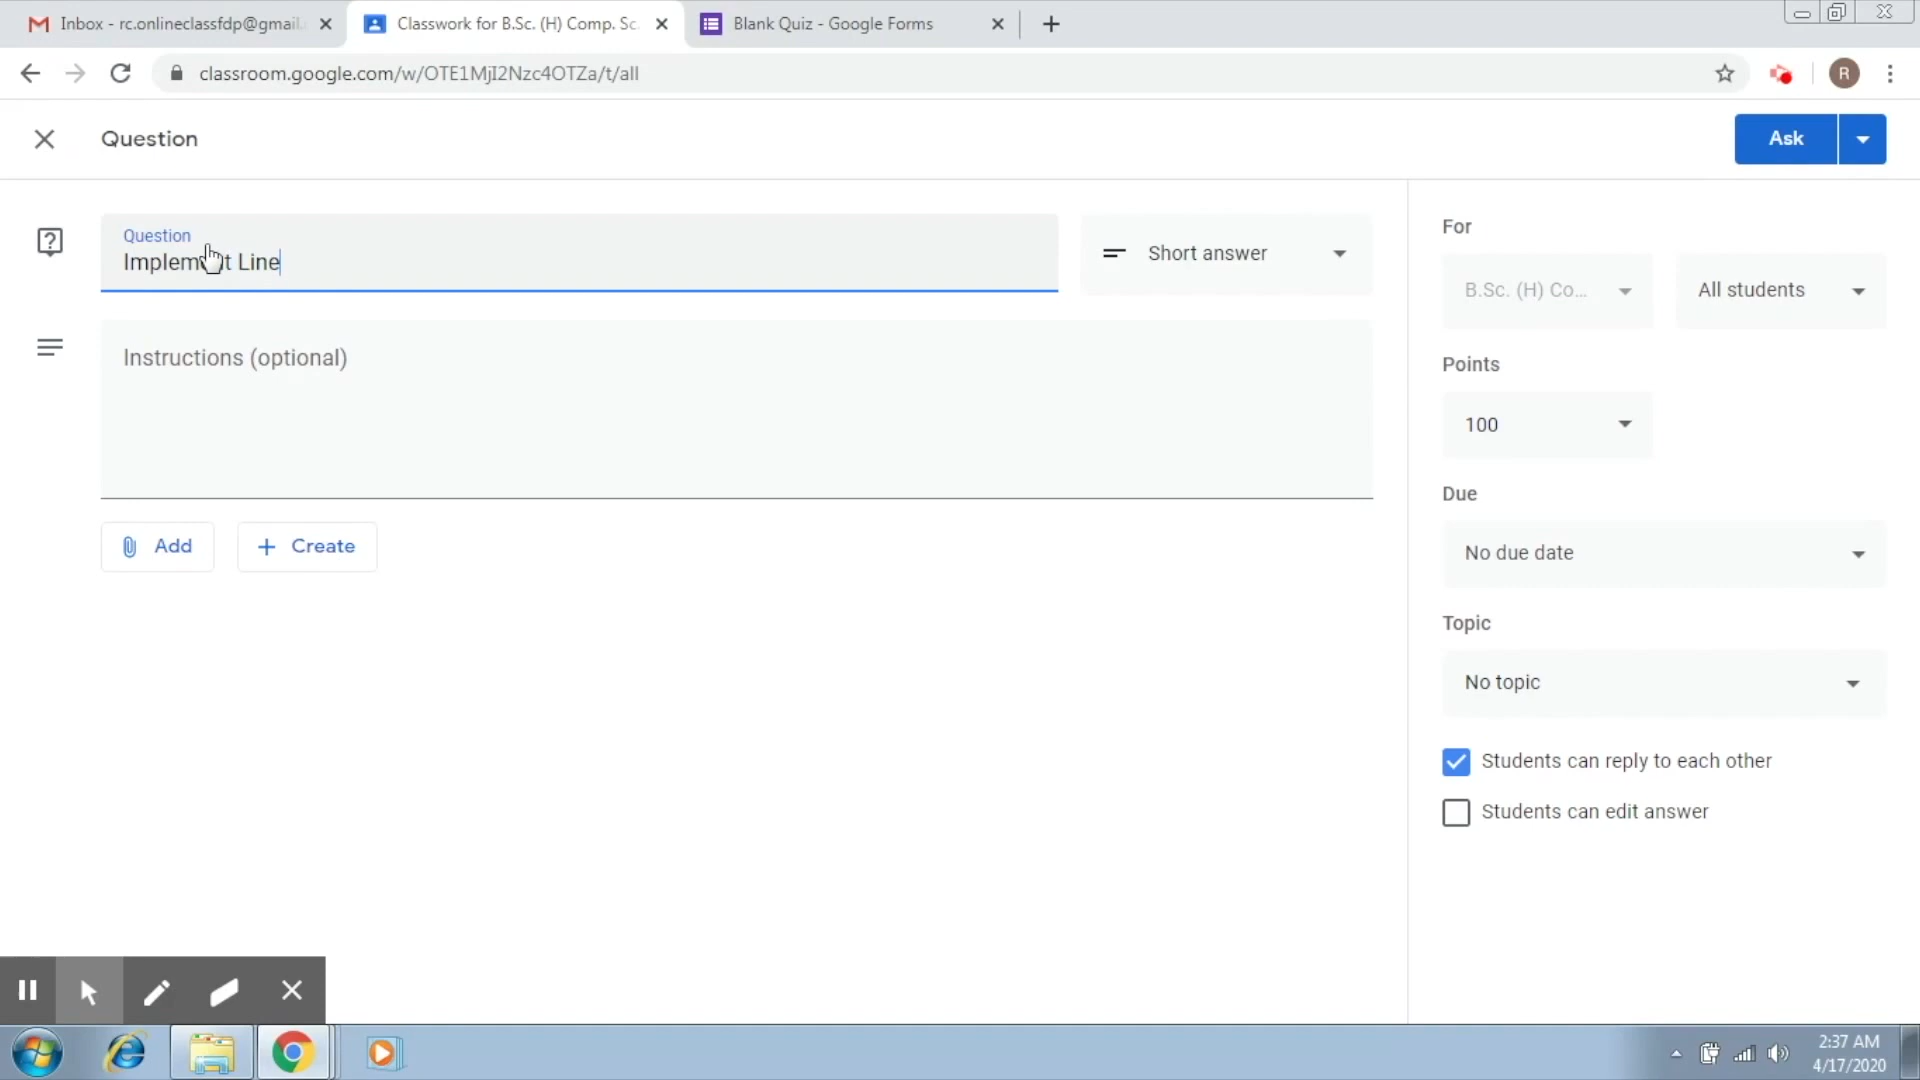 Inbox - rc.onlineclassfdp@gmail.
Classwork for B.Sc. (H) Comp. Sc.
Blank Quiz - Google Forms
classroom.google.com/w/OTE1MjI2Nzc4OTZa/t/all
R
Question
Ask
Question
Short answer
Instructions (optional)
Add
Create
For
B.Sc. (H) Co...
All students
Points
100
Due
No due date
Topic
No topic
Students can reply to each other
Students can edit answer
2:37 AM
4/17/2020